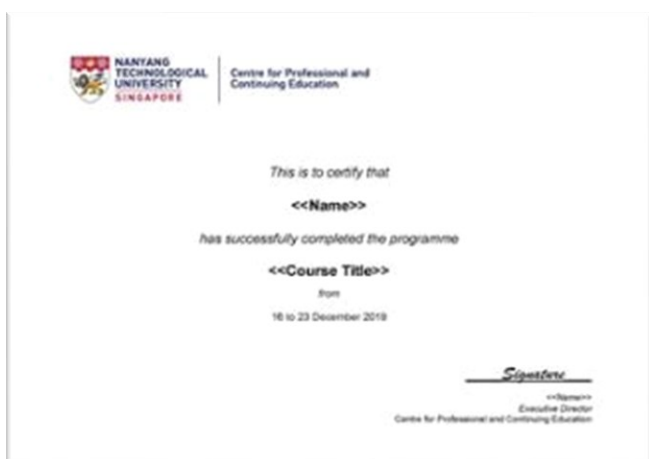 NANYANG
TECHNOLOGICAL
UNIVERSITY
SINGAPORE
Centre for Professional and
Continuing Education
This is to certify that
<<Name>>
has successfully completed the programme
<<Course Title>>
from
16 to 23 December 2019
Signature
<<Name>>
Executive Director
Centre for Professional and Continuing Education